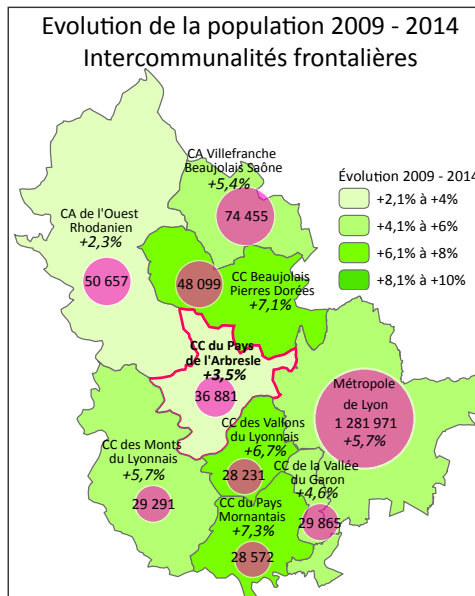 Evolution de la population 2009 - 2014
Intercommunalités frontalières
CA Villefranche
Beaujolais Saône
+5,4%
74 455
Évolution 2009 - 2014
+2,1% à +4%
+4,1% à +6%
+6,1% à +8%
+8,1% à +10%
CA de l'Ouest
Rhodanien
+2,3%
50 657
48 099
CC Beaujolais
Pierres Dorées
+7,1%
CC du Pays
de l'Arbresle
+3,5%
36 881
Métropole
de Lyon
1 281 971
+5,7%
CC des Vallons
du Lyonnais
+6,7%
28 231
CC des Monts
du Lyonnais
+5,7%
29 291
CC de la Vallée
du Garon
+4,6%
29 865
CC du Pays
Mornantais
+7,3%
28 572